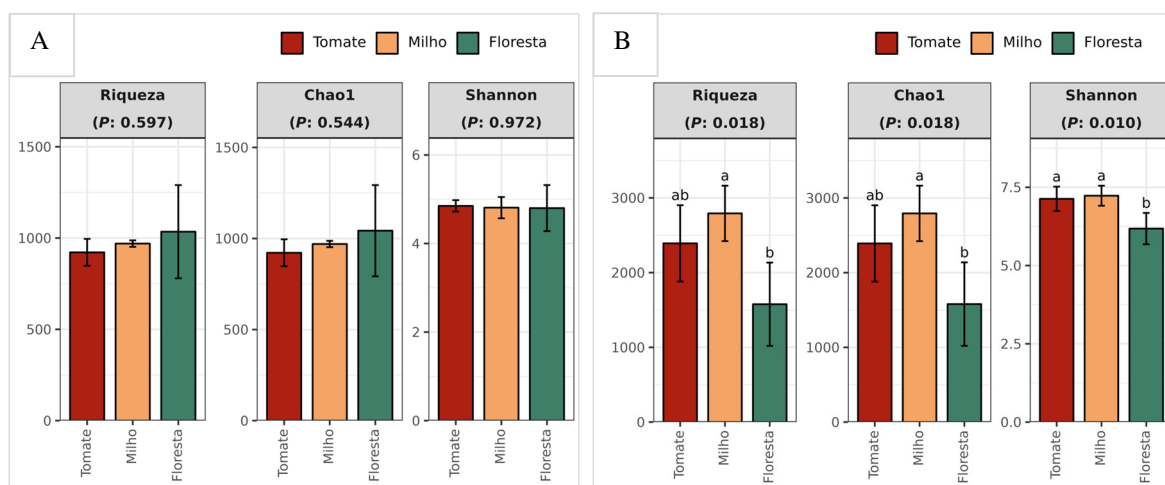 A
Tomate Milho Floresta
Riqueza
(P: 0.597)
Chao1
(P: 0.544)
Shannon
(P: 0.972)
1500
1000
500
0
1500
1000
500
0
6
4
2
0
Tomate
Milho
Floresta
Tomate
Milho
Floresta
Tomate
Milho
Floresta
B
Tomate Milho Floresta
Riqueza
(P: 0.018)
Chao1
(P: 0.018)
Shannon
(P: 0.010)
3000
2000
1000
0
ab
a
b
3000
2000
1000
0
ab
a
b
7.5
5.0
2.5
0.0
a
a
b
Tomate
Milho
Floresta
Tomate
Milho
Floresta
Tomate
Milho
Floresta